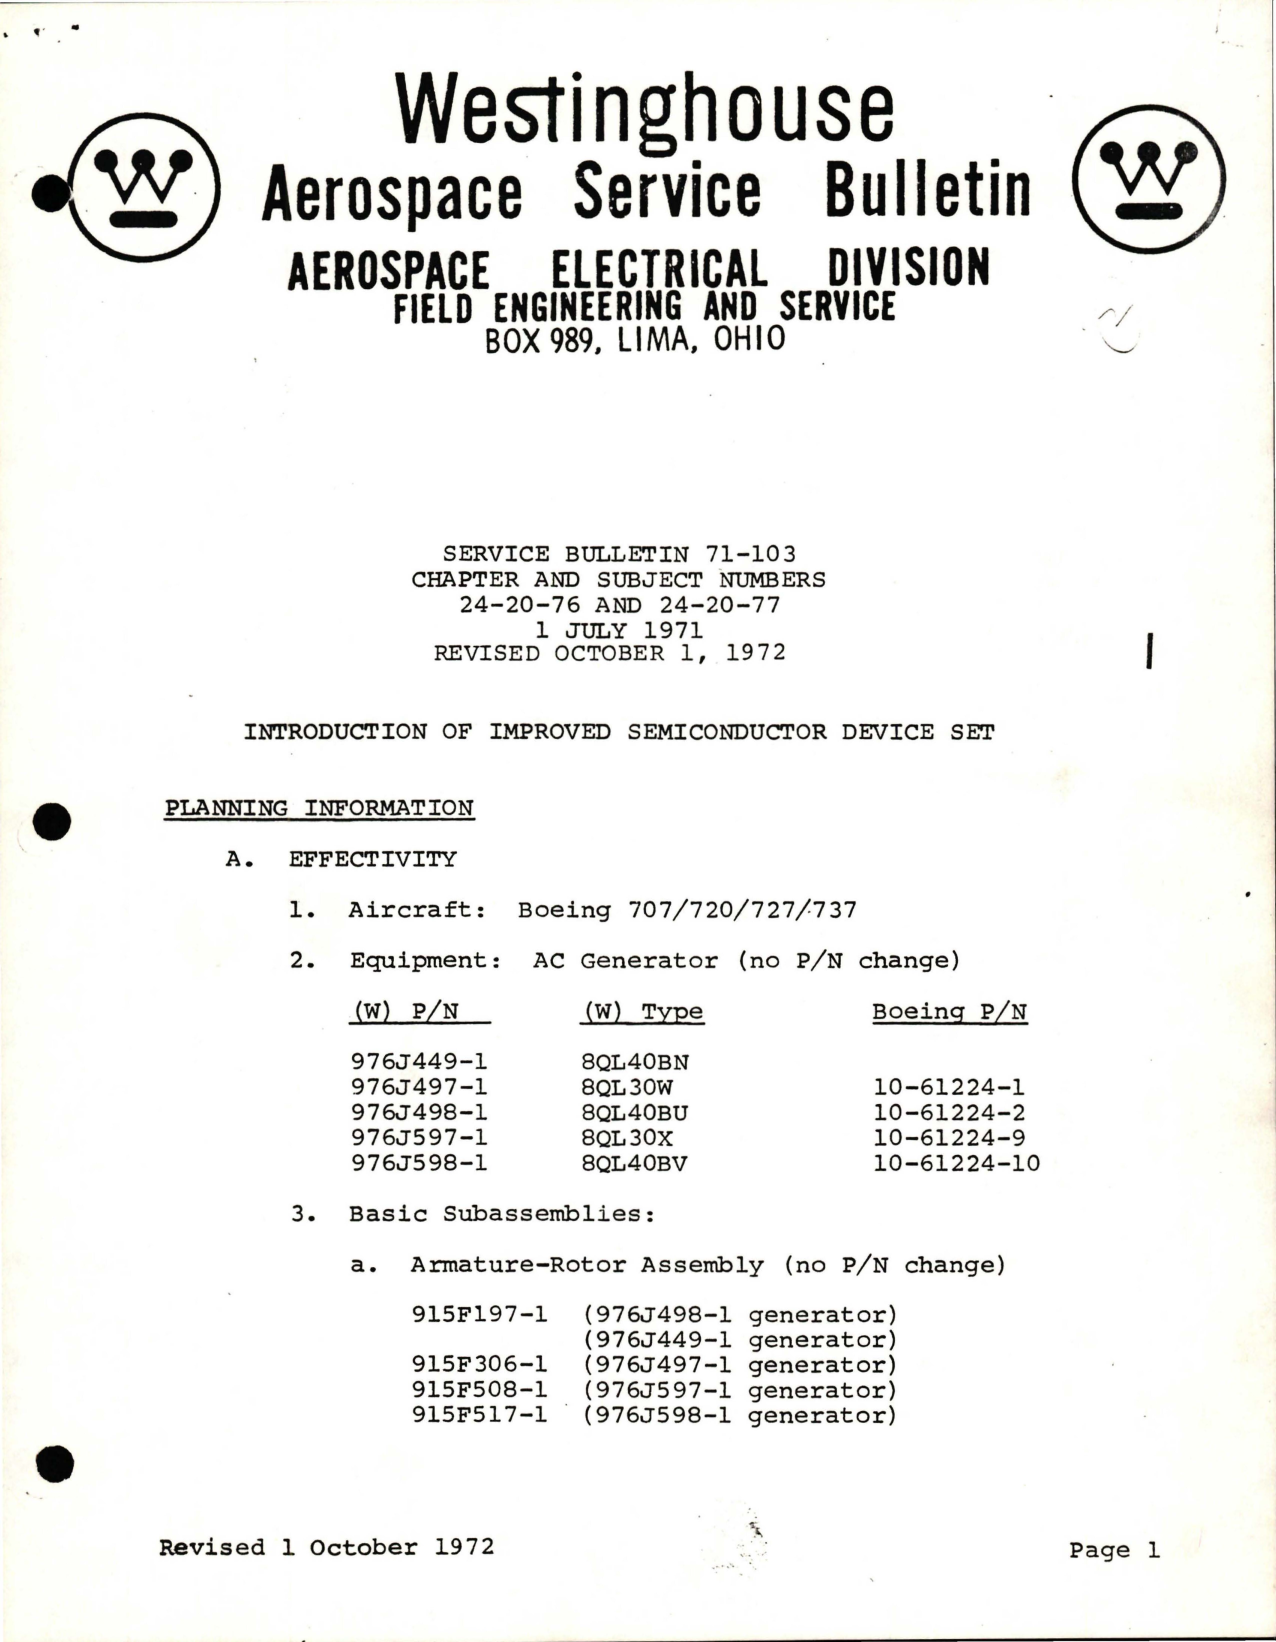 Westinghouse
Aerospace Service Bulletin
AEROSPACE ELECTRICAL DIVISION
FIELD ENGINEERING AND SERVICE
BOX 989, LIMA, OHIO
SERVICE BULLETIN 71-103
CHAPTER AND SUBJECT NUMBERS
24-20-76 AND 24-20-77
1 JULY 1971
REVISED OCTOBER 1, 1972
INTRODUCTION OF IMPROVED SEMICONDUCTOR DEVICE SET
PLANNING INFORMATION
A. EFFECTIVITY
1. Aircraft: Boeing 707/720/727/737
2. Equipment: AC Generator (no P/N change)
(W) P/N (W) Type Boeing P/N
976J449-1 8QL40BN
976J497-1 8QL30W 10-61224-1
976J498-1 8QL40BU 10-61224-2
976J597-1 8QL30X 10-61224-9
976J598-1 8QL40BV 10-61224-10
3. Basic Subassemblies:
a. Armature-Rotor Assembly (no P/N change)
915F197-1 (976J498-1 generator)
(976J449-1 generator)
915F306-1 (976J497-1 generator)
915F508-1 (976J597-1 generator)
915F517-1 (976J598-1 generator)
Revised 1 October 1972 Page 1